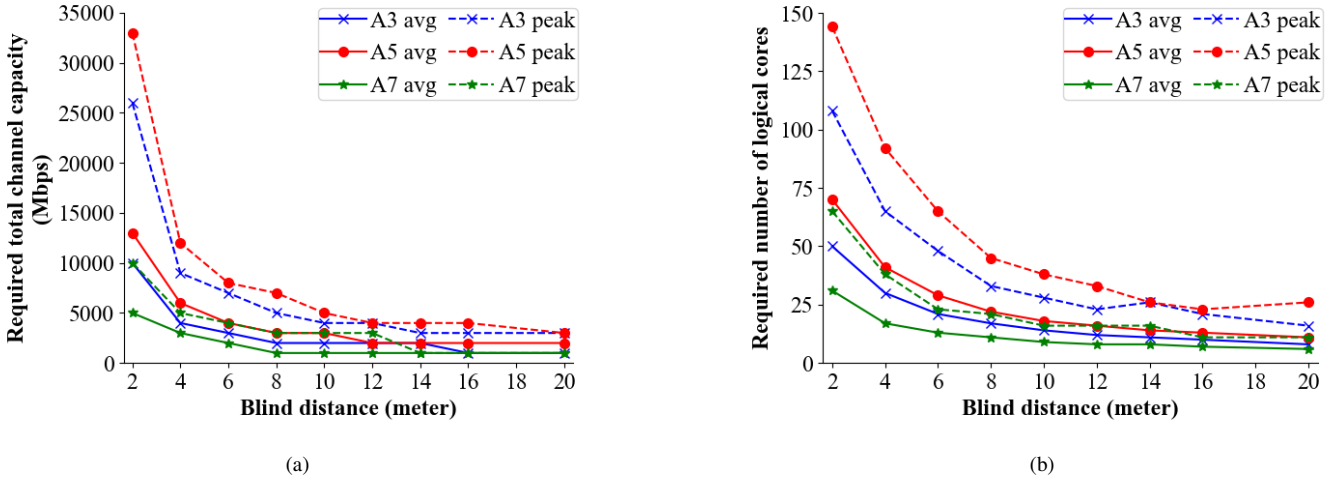 35000
30000
25000
20000
15000
10000
5000
0
Required total channel capacity
(Mbps)
A3 avg
A5 avg
A7 avg
A3 peak
A5 peak
A7 peak
2 4 6 8 10 12 14 16 18 20
Blind distance (meter)
(a)
150
125
100
75
50
25
0
Required number of logical cores
A3 avg
A5 avg
A7 avg
A3 peak
A5 peak
A7 peak
2 4 6 8 10 12 14 16 18 20
Blind distance (meter)
(b)